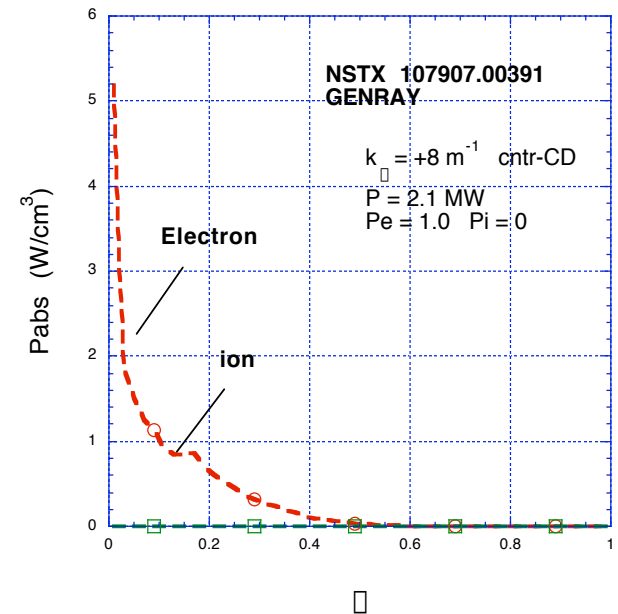 6
5
4
3
2
1
0
Pabs (W/cm³)
NSTX 107907.00391
GENRAY
k▯ = +8 m⁻¹ cntr-CD
P = 2.1 MW
Pe = 1.0 Pi = 0
Electron
ion
0 0.2 0.4 0.6 0.8 1
▯